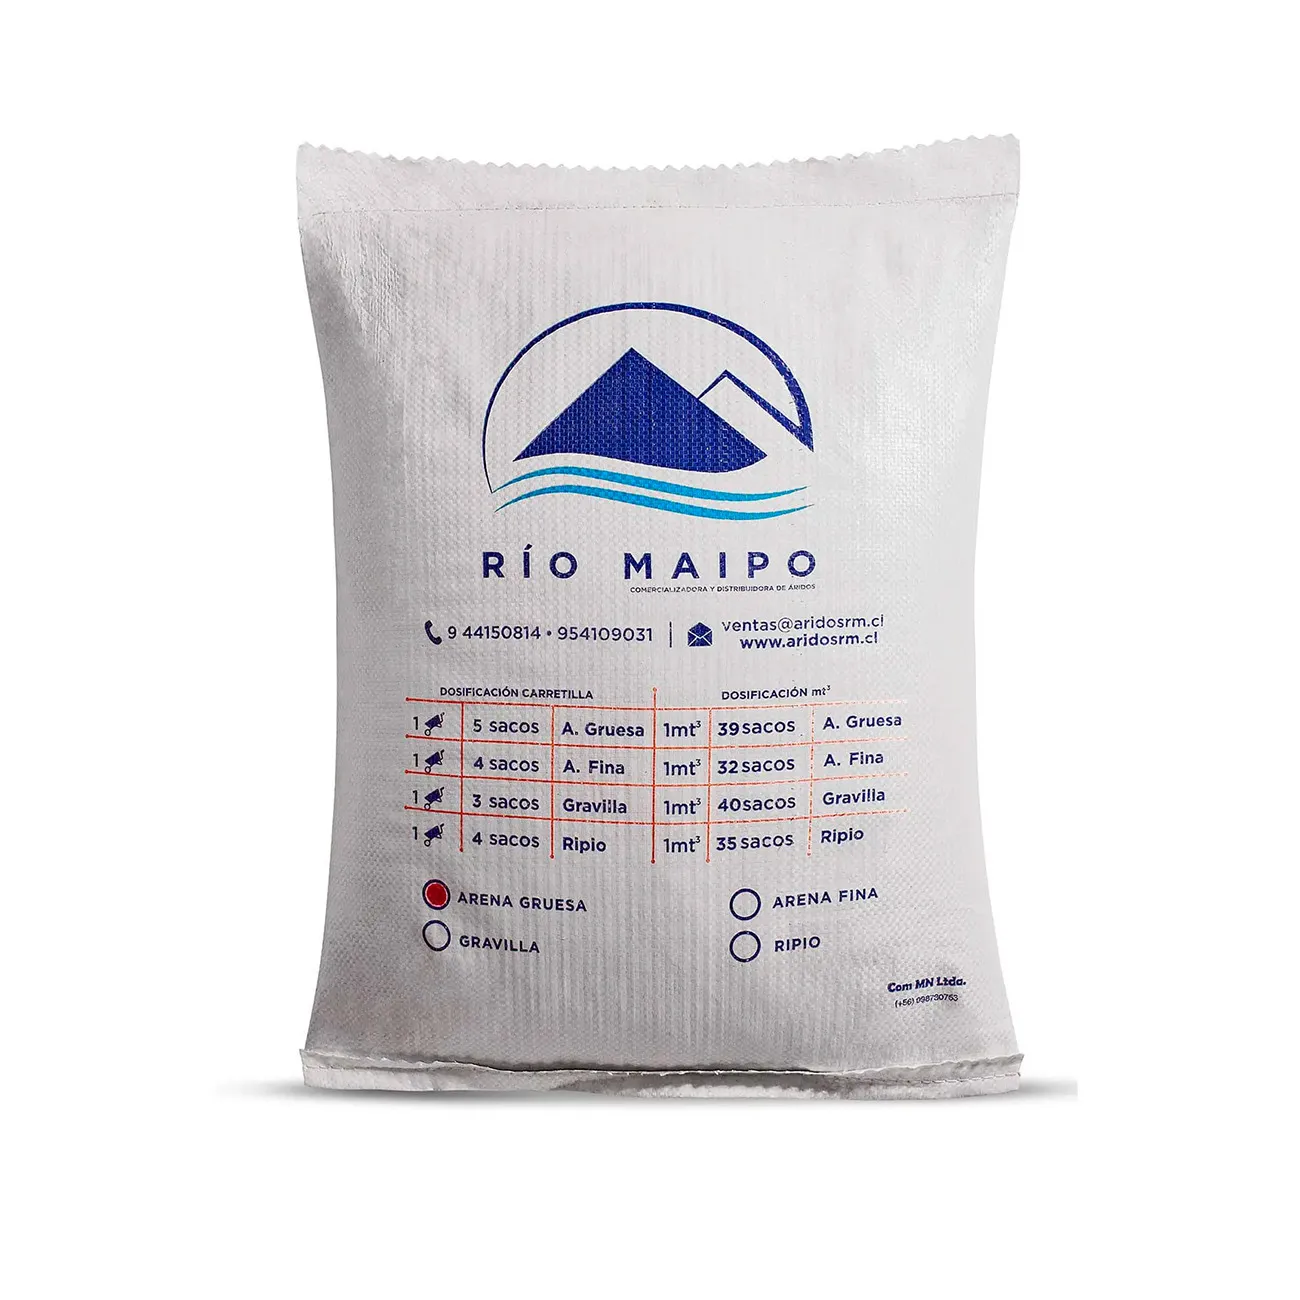 RÍO MAIPO
COMERCIALIZADORA Y DISTRIBUIDORA DE ÁRIDOS
9 44150814 • 954109031 | ventas@aridosrm.cl
www.aridosrm.cl
DOSIFICACIÓN CARRETILLA DOSIFICACIÓN mt³
1 5 sacos A. Gruesa 1mt³ 39 sacos A. Gruesa
1 4 sacos A. Fina 1mt³ 32 sacos A. Fina
1 3 sacos Gravilla 1mt³ 40 sacos Gravilla
1 4 sacos Ripio 1mt³ 35 sacos Ripio
ARENA GRUESA ARENA FINA
GRAVILLA RIPIO
Com MN Ltda.